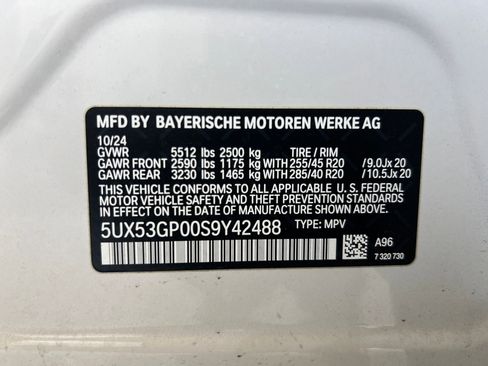 MFD BY BAYERISCHE MOTOREN WERKE AG
10/24
GVWR 5512 lbs 2500 kg TIRE / RIM
GAWR FRONT 2590 lbs 1175 kg WITH 255/45 R20 /9.0Jx 20
GAWR REAR 3230 lbs 1465 kg WITH 285/40 R20 /10.5Jx 20
THIS VEHICLE CONFORMS TO ALL APPLICABLE U. S. FEDERAL
MOTOR VEHICLE SAFETY, BUMPER AND THEFT PREVENTION
STANDARDS IN EFFECT ON THE DATE OF MANUFACTURE SHOWN ABOVE.
5UX53GP00S9Y42488 TYPE: MPV
A96
7 320 730